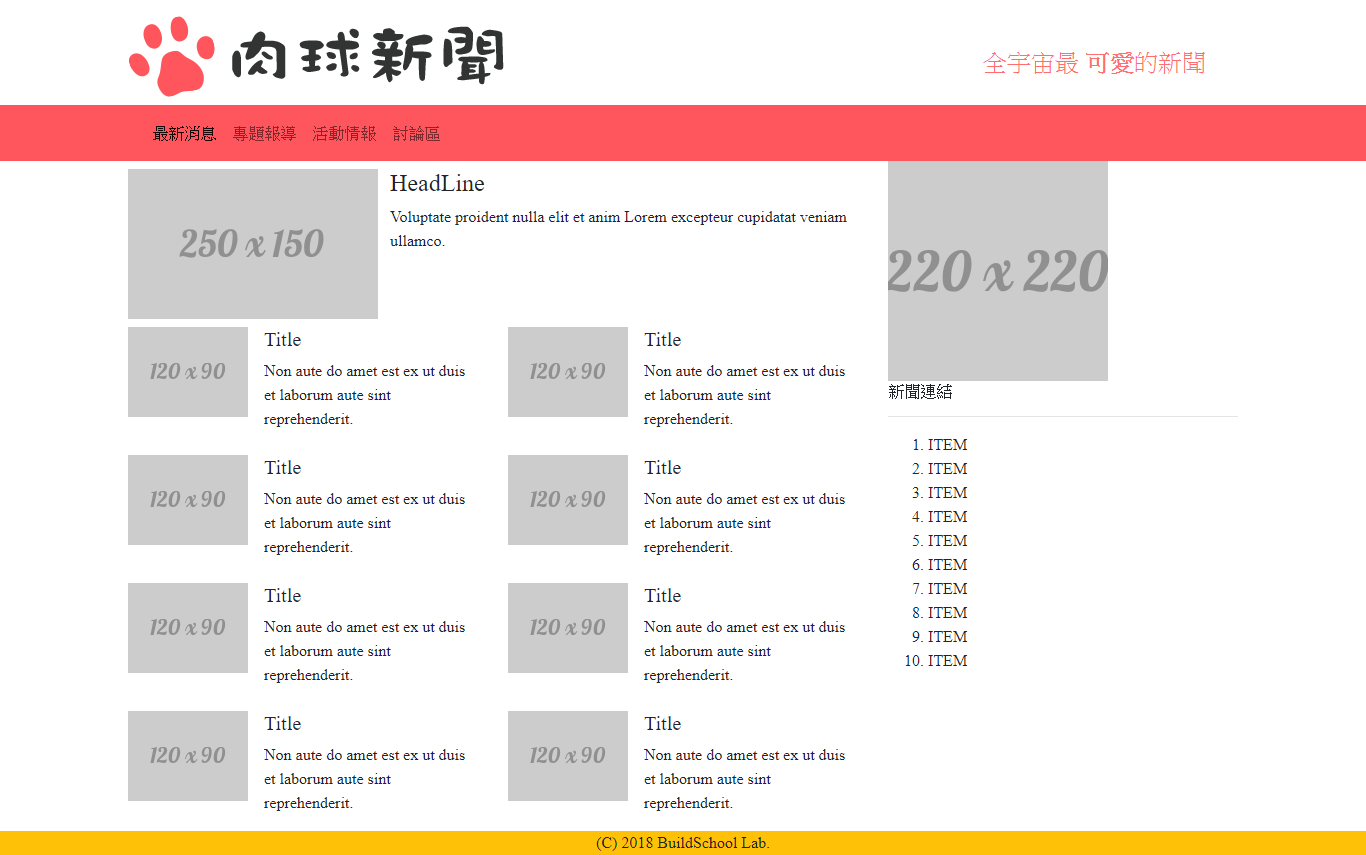 肉球新聞
全宇宙最 可愛的新聞
最新消息 專題報導 活動情報 討論區
250 x 150
HeadLine
Voluptate proident nulla elit et anim Lorem excepteur cupidatat veniam
ullamco.
120 x 90
Title
Non aute do amet est ex ut duis
et laborum aute sint
reprehenderit.
120 x 90
Title
Non aute do amet est ex ut duis
et laborum aute sint
reprehenderit.
120 x 90
Title
Non aute do amet est ex ut duis
et laborum aute sint
reprehenderit.
120 x 90
Title
Non aute do amet est ex ut duis
et laborum aute sint
reprehenderit.
120 x 90
Title
Non aute do amet est ex ut duis
et laborum aute sint
reprehenderit.
120 x 90
Title
Non aute do amet est ex ut duis
et laborum aute sint
reprehenderit.
120 x 90
Title
Non aute do amet est ex ut duis
et laborum aute sint
reprehenderit.
120 x 90
Title
Non aute do amet est ex ut duis
et laborum aute sint
reprehenderit.
220 x 220
新聞連結
1. ITEM
2. ITEM
3. ITEM
4. ITEM
5. ITEM
6. ITEM
7. ITEM
8. ITEM
9. ITEM
10. ITEM
(C) 2018 BuildSchool Lab.